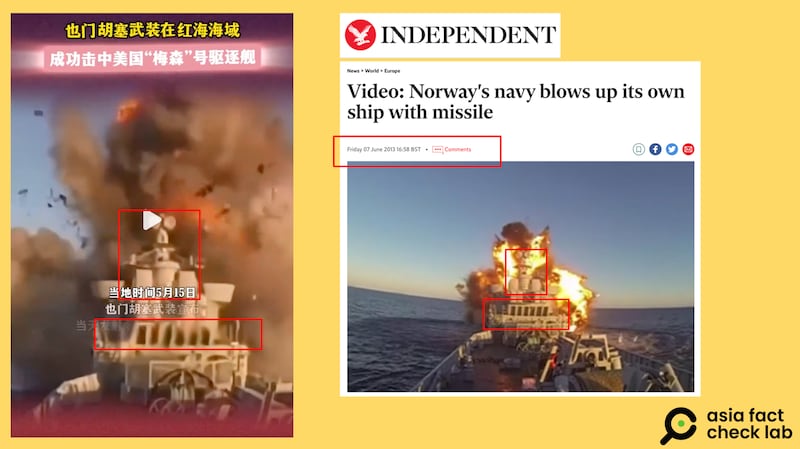 也门胡塞武装在红海海域
成功击中美国“梅森”号驱逐舰
当地时间5月15日
也门胡塞武装宣布
INDEPENDENT
News > World > Europe
Video: Norway's navy blows up its own
ship with missile
Friday 07 June 2013 16:58 BST • Comments
asia fact
check lab